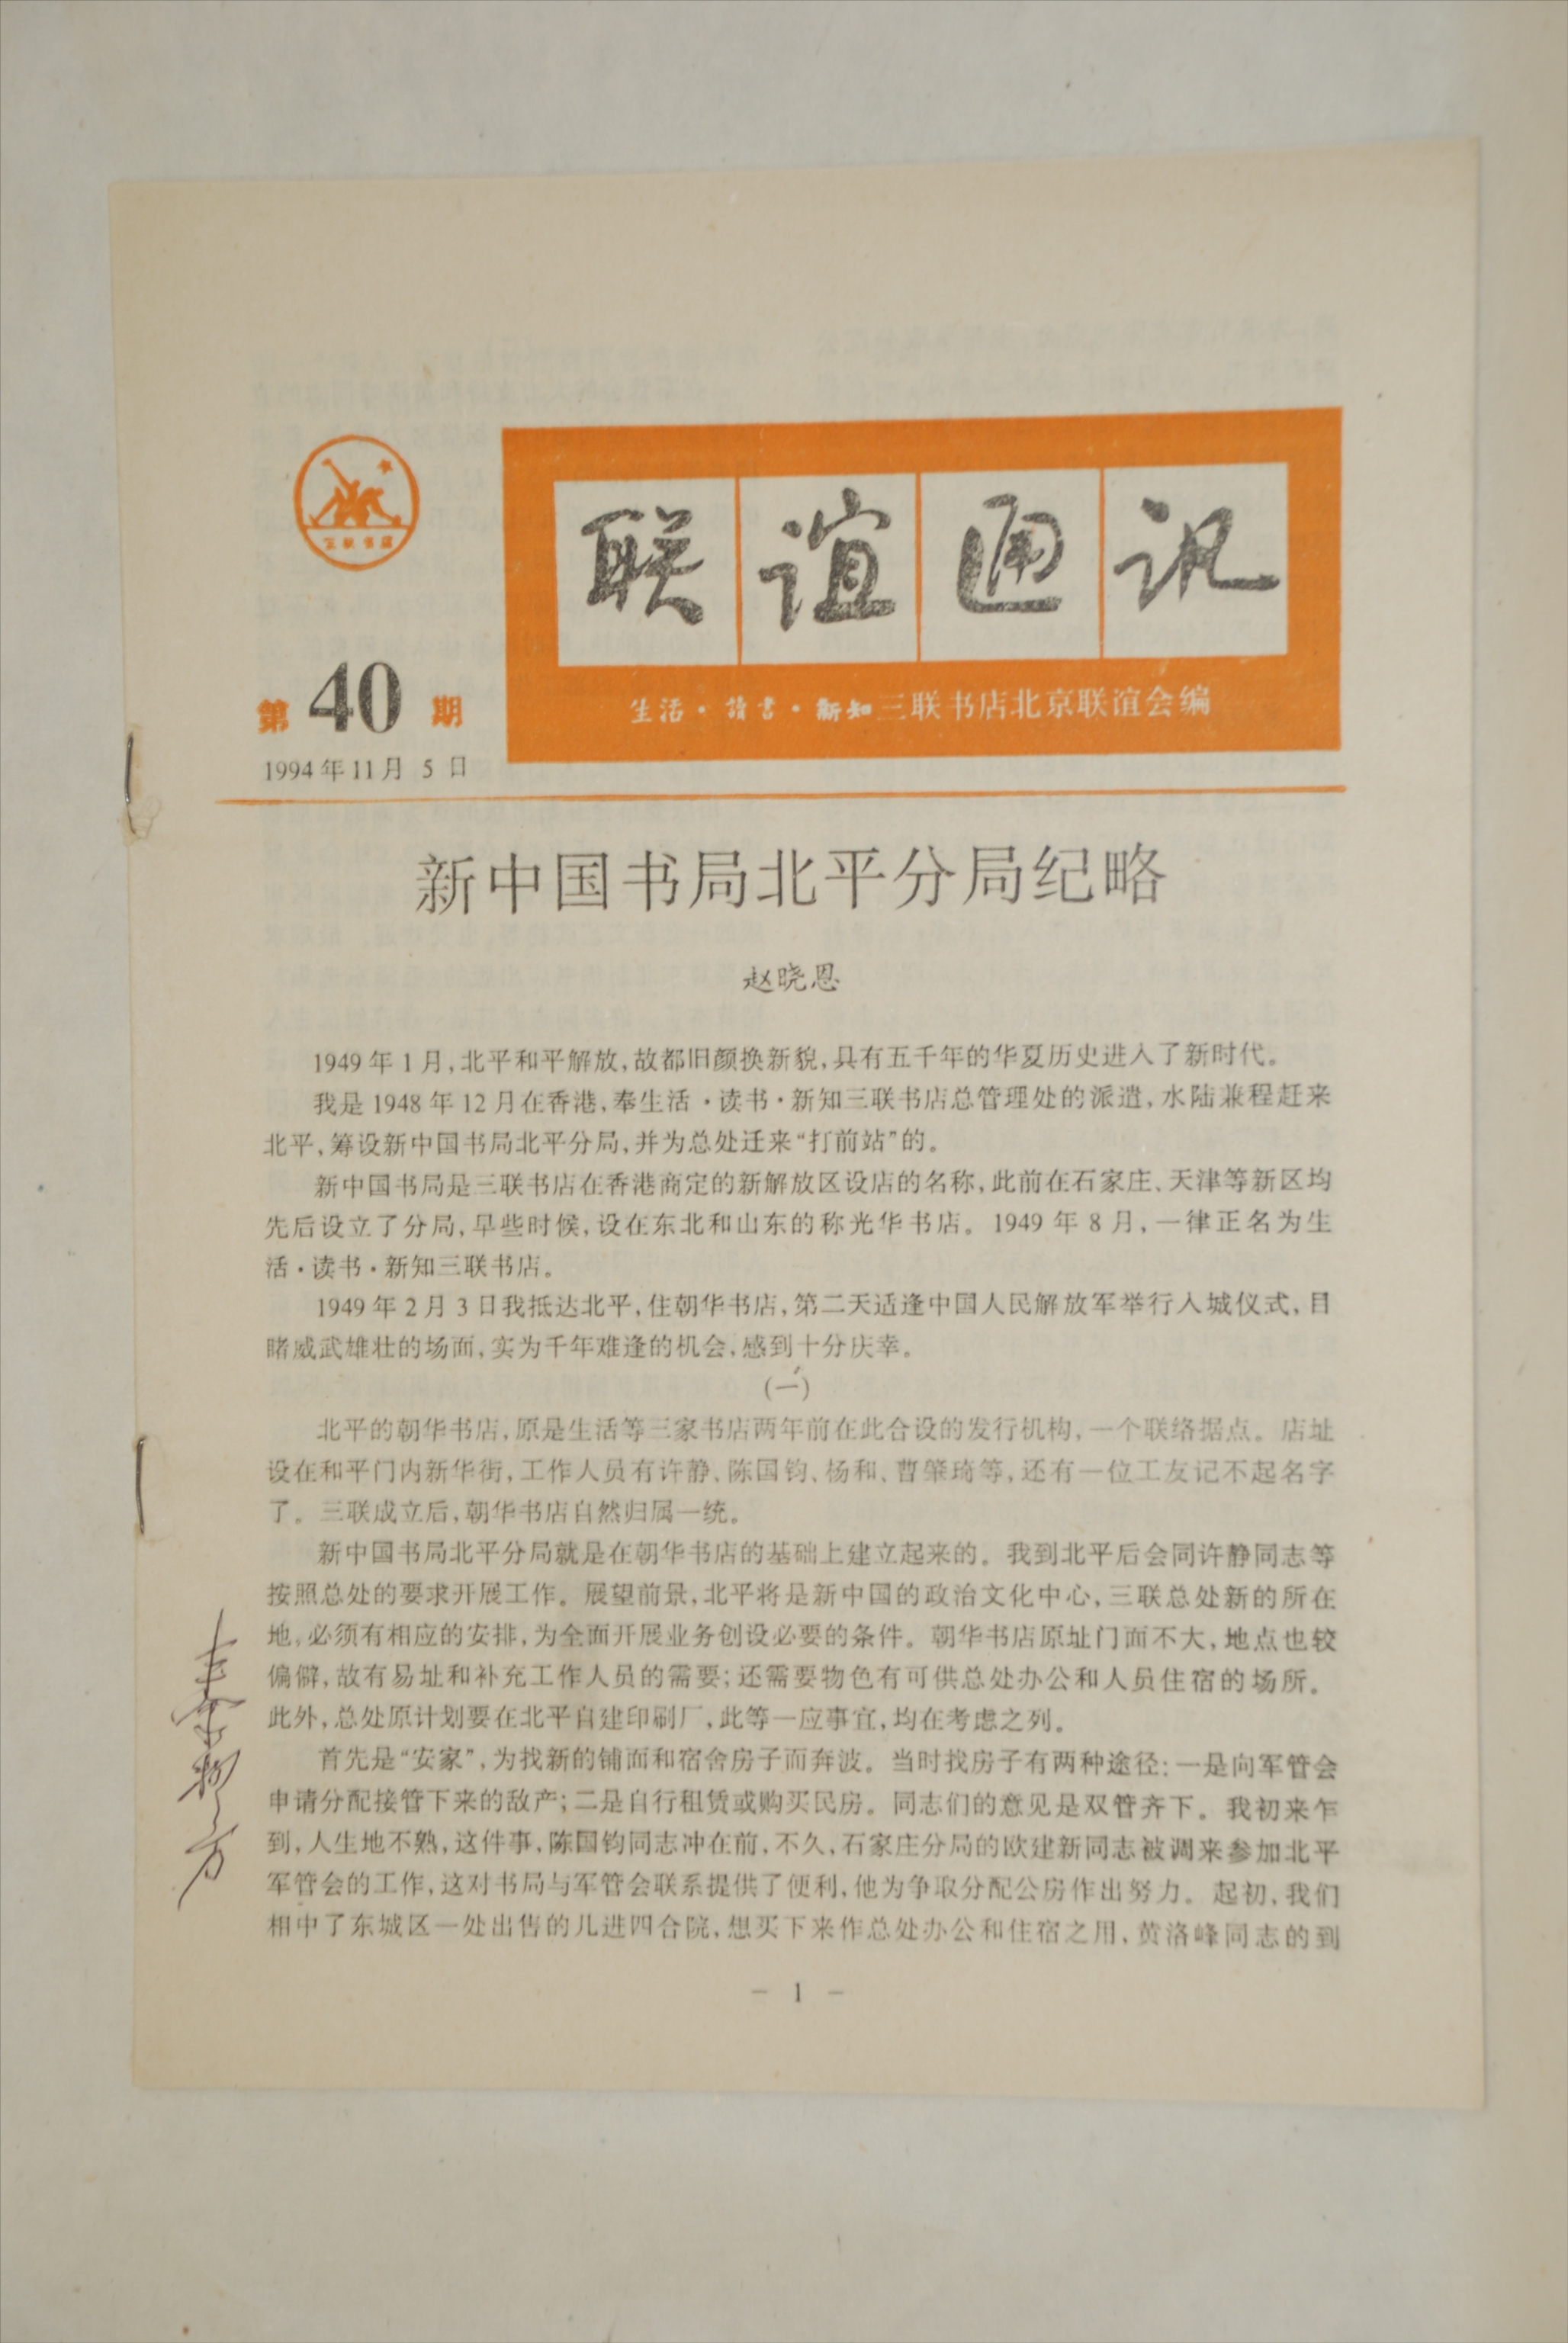 三联书店
联谊通讯
生活·读书·新知三联书店北京联谊会编
第40期
1994年11月5日
新中国书局北平分局纪略
赵晓恩
1949年1月,北平和平解放,故都旧颜换新貌,具有五千年的华夏历史进入了新时代。
我是1948年12月在香港,奉生活·读书·新知三联书店总管理处的派遣,水陆兼程赶来
北平,筹设新中国书局北平分局,并为总处迁来“打前站”的。
新中国书局是三联书店在香港商定的新解放区设店的名称,此前在石家庄、天津等新区均
先后设立了分局,早些时候,设在东北和山东的称光华书店。1949年8月,一律正名为生
活·读书·新知三联书店。
1949年2月3日我抵达北平,住朝华书店,第二天适逢中国人民解放军举行入城仪式,目
睹威武雄壮的场面,实为千年难逢的机会,感到十分庆幸。
(一)
北平的朝华书店,原是生活等三家书店两年前在此合设的发行机构,一个联络据点。店址
设在和平门内新华街,工作人员有许静、陈国钧、杨和、曹肇琦等,还有一位工友记不起名字
了。三联成立后,朝华书店自然归属一统。
新中国书局北平分局就是在朝华书店的基础上建立起来的。我到北平后会同许静同志等
按照总处的要求开展工作。展望前景,北平将是新中国的政治文化中心,三联总处新的所在
地,必须有相应的安排,为全面开展业务创设必要的条件。朝华书店原址门面不大,地点也较
偏僻,故有易址和补充工作人员的需要;还需要物色有可供总处办公和人员住宿的场所。
此外,总处原计划要在北平自建印刷厂,此等一应事宜,均在考虑之列。
首先是“安家”,为找新的铺面和宿舍房子而奔波。当时找房子有两种途径:一是向军管会
申请分配接管下来的敌产;二是自行租赁或购买民房。同志们的意见是双管齐下。我初来乍
到,人生地不熟,这件事,陈国钧同志冲在前,不久,石家庄分局的欧建新同志被调来参加北平
军管会的工作,这对书局与军管会联系提供了便利,他为争取分配公房作出努力。起初,我们
相中了东城区一处出售的几进四合院,想买下来作总处办公和住宿之用,黄洛峰同志的到
- 1 -